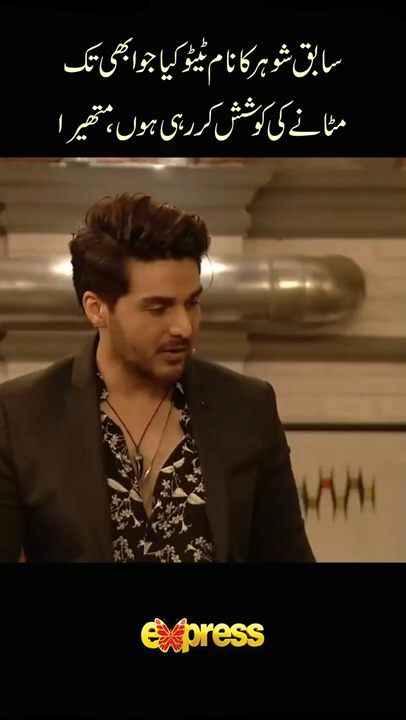 سابق شوہر کا نام ٹیٹو کیا جو ابھی تک
مٹانے کی کوشش کر رہی ہوں، متھیرا
express